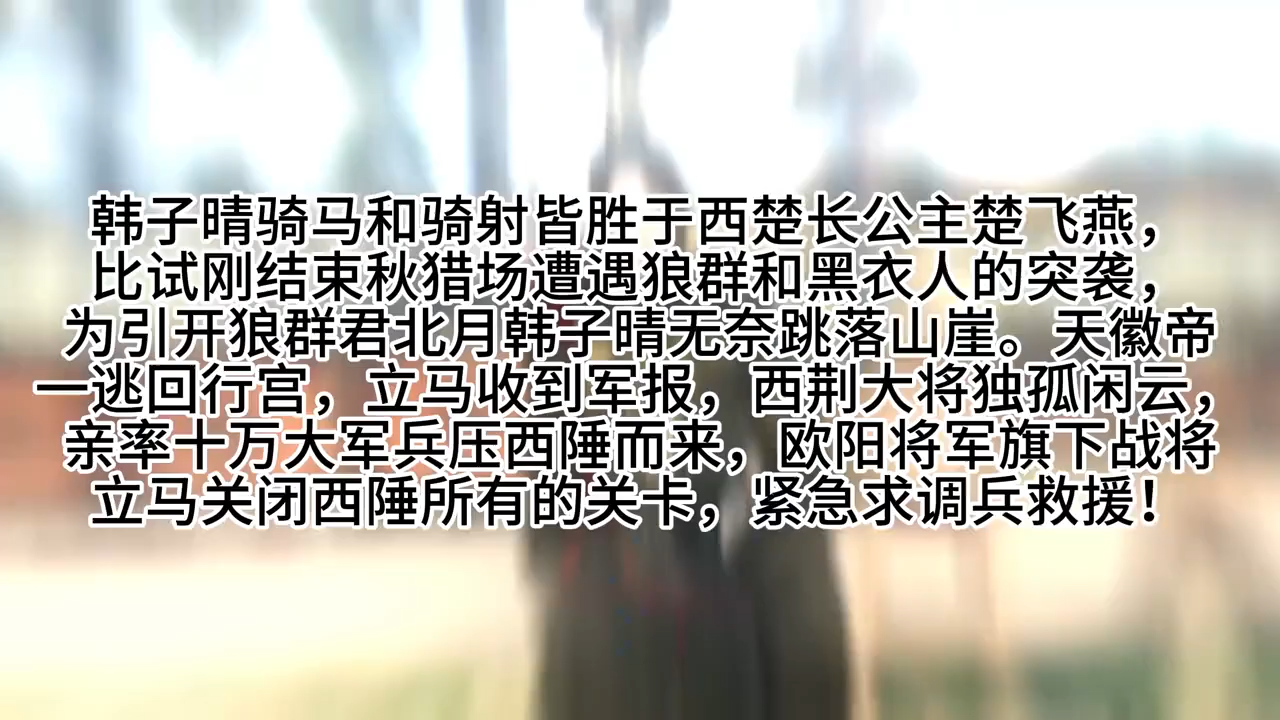 韩子晴骑马和骑射皆胜于西楚长公主楚飞燕，
比试刚结束秋猎场遭遇狼群和黑衣人的突袭，
为引开狼群君北月韩子晴无奈跳落山崖。天徽帝
一逃回行宫，立马收到军报，西荆大将独孤闲云，
亲率十万大军兵压西陲而来，欧阳将军旗下战将
立马关闭西陲所有的关卡，紧急求调兵救援！